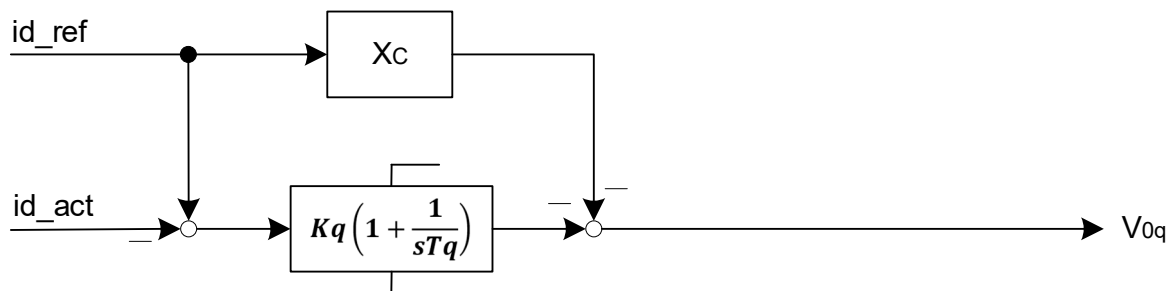 id_ref
Xc
id_act
Kq(1 + 1/sTq)
V0q